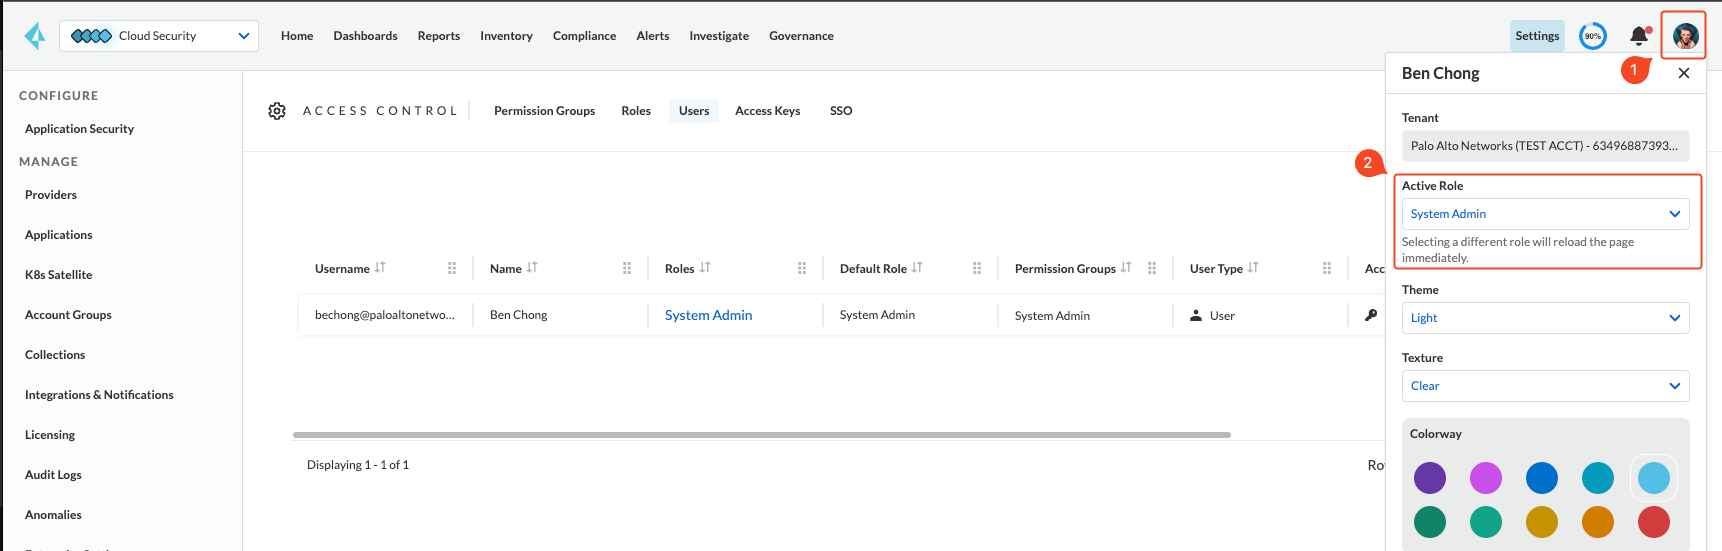 Cloud Security
Home Dashboards Reports Inventory Compliance Alerts Investigate Governance
Settings 90%
1
CONFIGURE
Application Security
MANAGE
Providers
Applications
K8s Satellite
Account Groups
Collections
Integrations & Notifications
Licensing
Audit Logs
Anomalies
ACCESS CONTROL Permission Groups Roles Users Access Keys SSO
Username Name Roles Default Role Permission Groups User Type Acc
bechong@paloaltonetwo... Ben Chong System Admin System Admin System Admin User
Displaying 1 - 1 of 1
Ro
Ben Chong
Tenant
Palo Alto Networks (TEST ACCT) - 63496887393...
2
Active Role
System Admin
Selecting a different role will reload the page
immediately.
Theme
Light
Texture
Clear
Colorway